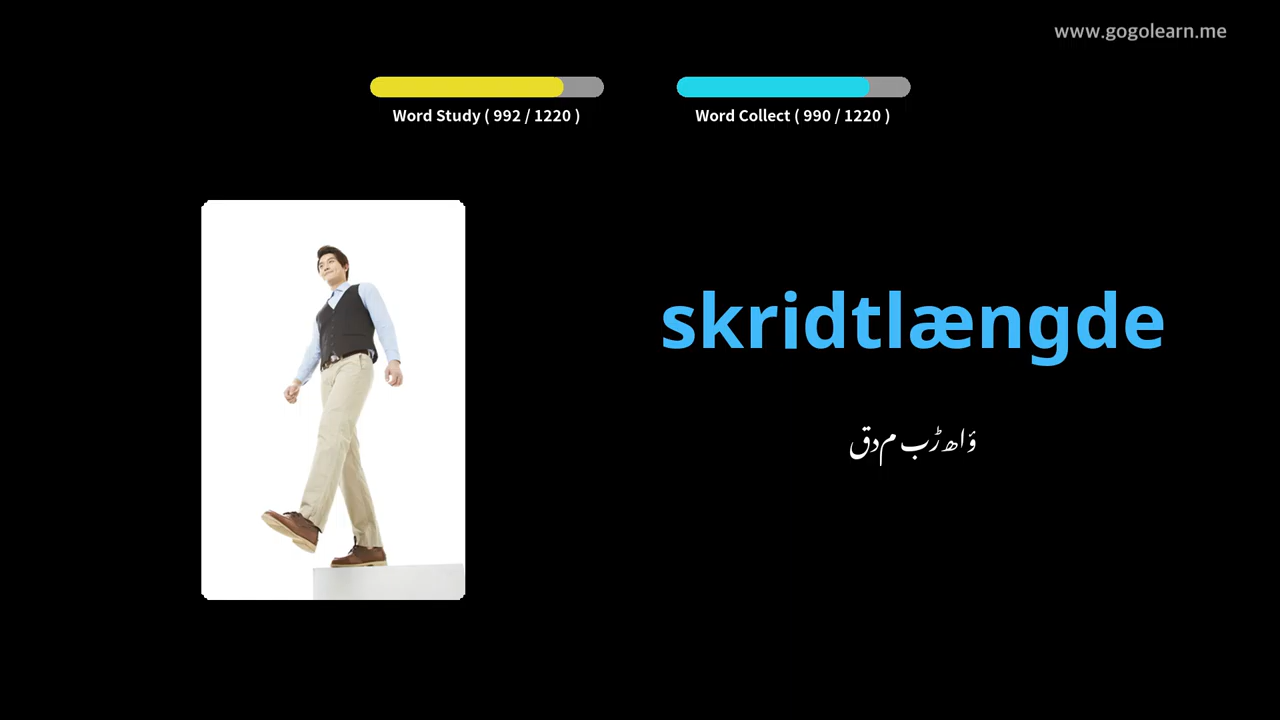 www.gogolearn.me
Word Study ( 992 / 1220 )
Word Collect ( 990 / 1220 )
skridtlængde
ؤاھڑب مدق